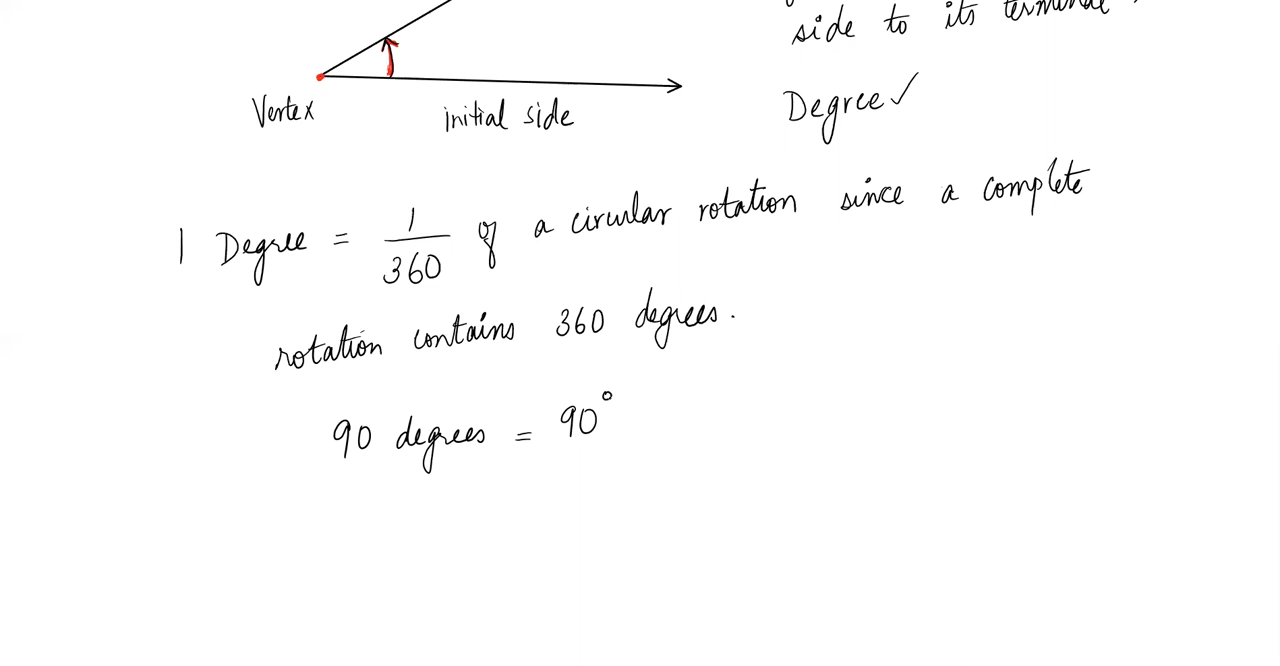 side to its terminal
Vertex
initial side
Degree ✓
1 Degree = 1/360 of a circular rotation since a complete
rotation contains 360 degrees.
90 degrees = 90°